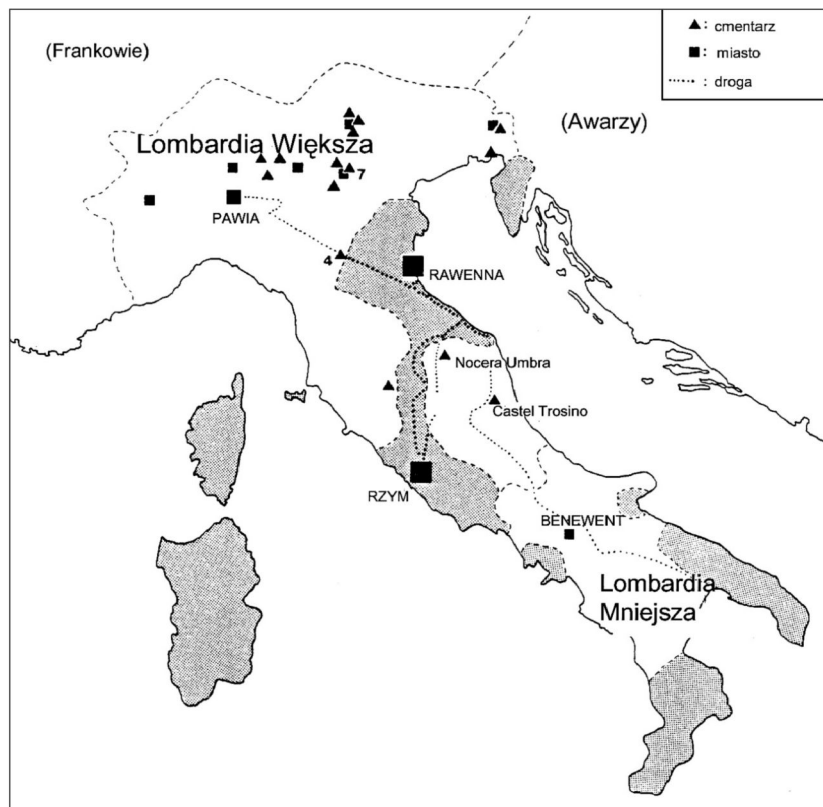 (Frankowie)
: cmentarz
: miasto
: droga
(Awarzy)
Lombardia Większa
7
PAWIA
4
RAWENNA
Nocera Umbra
Castel Trosino
RZYM
BENEWENT
Lombardia
Mniejsza